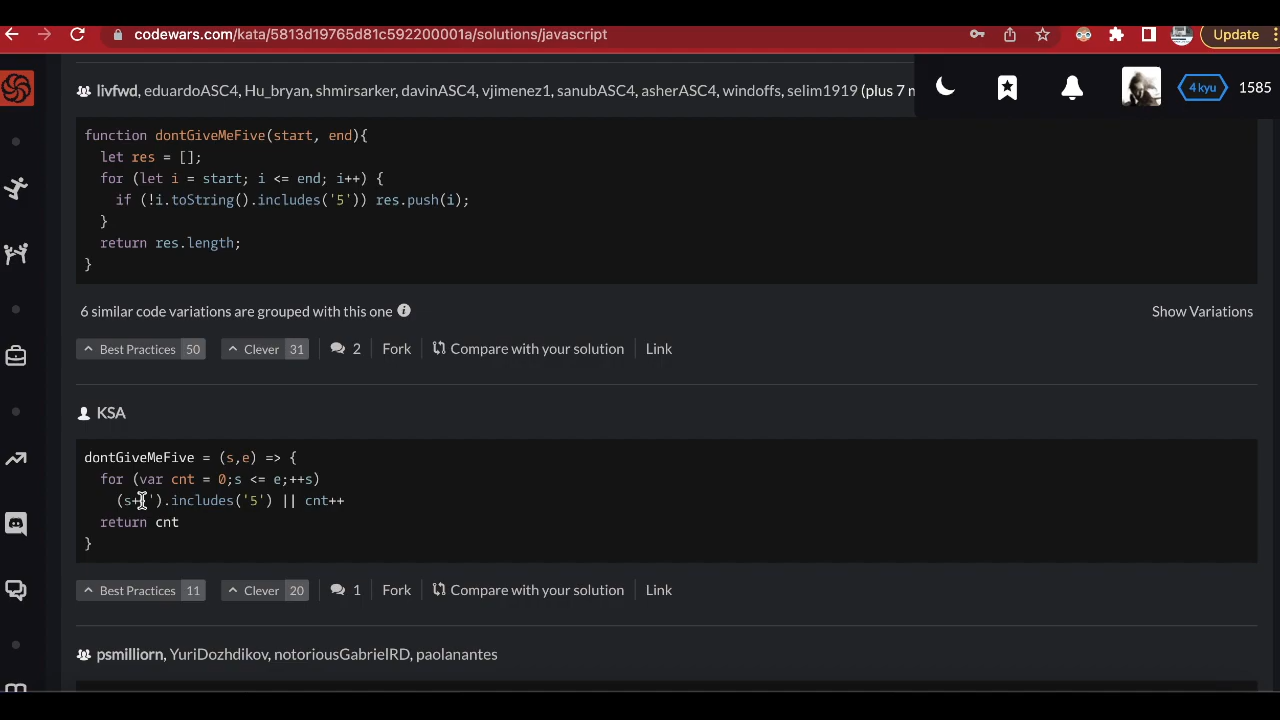 codewars.com/kata/5813d19765d81c592200001a/solutions/javascript
Update
livfwd, eduardoASC4, Hu_bryan, shmirsarker, davinASC4, vjimenez1, sanubASC4, asherASC4, windoffs, selim1919 (plus 7
4 kyu
1585
function dontGiveMeFive(start, end){
let res = [];
for (let i = start; i <= end; i++) {
if (!i.toString().includes('5')) res.push(i);
}
return res.length;
}
6 similar code variations are grouped with this one
Show Variations
Best Practices 50 Clever 31 2 Fork Compare with your solution Link
KSA
dontGiveMeFive = (s,e) => {
for (var cnt = 0;s <= e;++s)
(s+'').includes('5') || cnt++
return cnt
}
Best Practices 11 Clever 20 1 Fork Compare with your solution Link
psmilliorn, YuriDozhdikov, notoriousGabrielRD, paolanantes